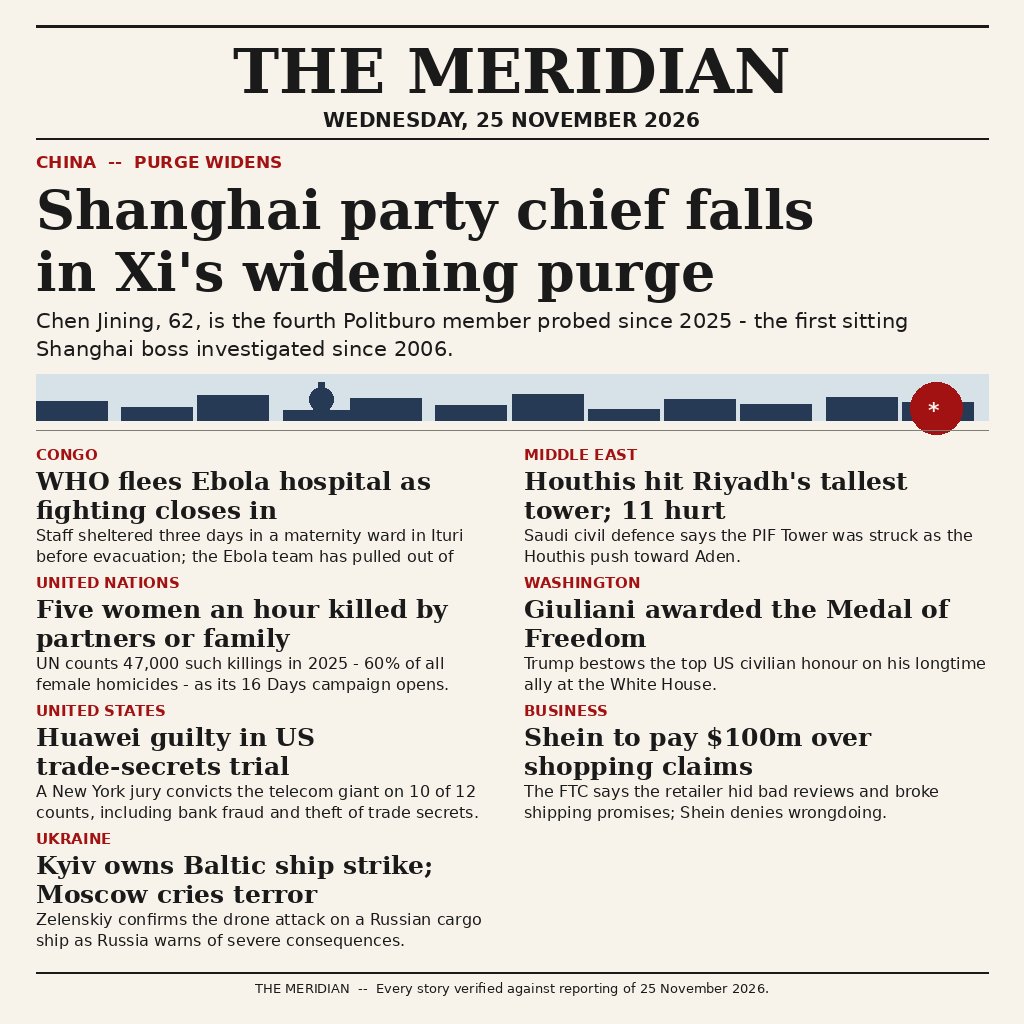 THE MERIDIAN
WEDNESDAY, 25 NOVEMBER 2026
CHINA -- PURGE WIDENS
Shanghai party chief falls
in Xi's widening purge
Chen Jining, 62, is the fourth Politburo member probed since 2025 - the first sitting
Shanghai boss investigated since 2006.
*
CONGO
WHO flees Ebola hospital as
fighting closes in
Staff sheltered three days in a maternity ward in Ituri
before evacuation; the Ebola team has pulled out of
UNITED NATIONS
Five women an hour killed by
partners or family
UN counts 47,000 such killings in 2025 - 60% of all
female homicides - as its 16 Days campaign opens.
UNITED STATES
Huawei guilty in US
trade-secrets trial
A New York jury convicts the telecom giant on 10 of 12
counts, including bank fraud and theft of trade secrets.
UKRAINE
Kyiv owns Baltic ship strike;
Moscow cries terror
Zelenskiy confirms the drone attack on a Russian cargo
ship as Russia warns of severe consequences.
MIDDLE EAST
Houthis hit Riyadh's tallest
tower; 11 hurt
Saudi civil defence says the PIF Tower was struck as the
Houthis push toward Aden.
WASHINGTON
Giuliani awarded the Medal of
Freedom
Trump bestows the top US civilian honour on his longtime
ally at the White House.
BUSINESS
Shein to pay $100m over
shopping claims
The FTC says the retailer hid bad reviews and broke
shipping promises; Shein denies wrongdoing.
THE MERIDIAN -- Every story verified against reporting of 25 November 2026.